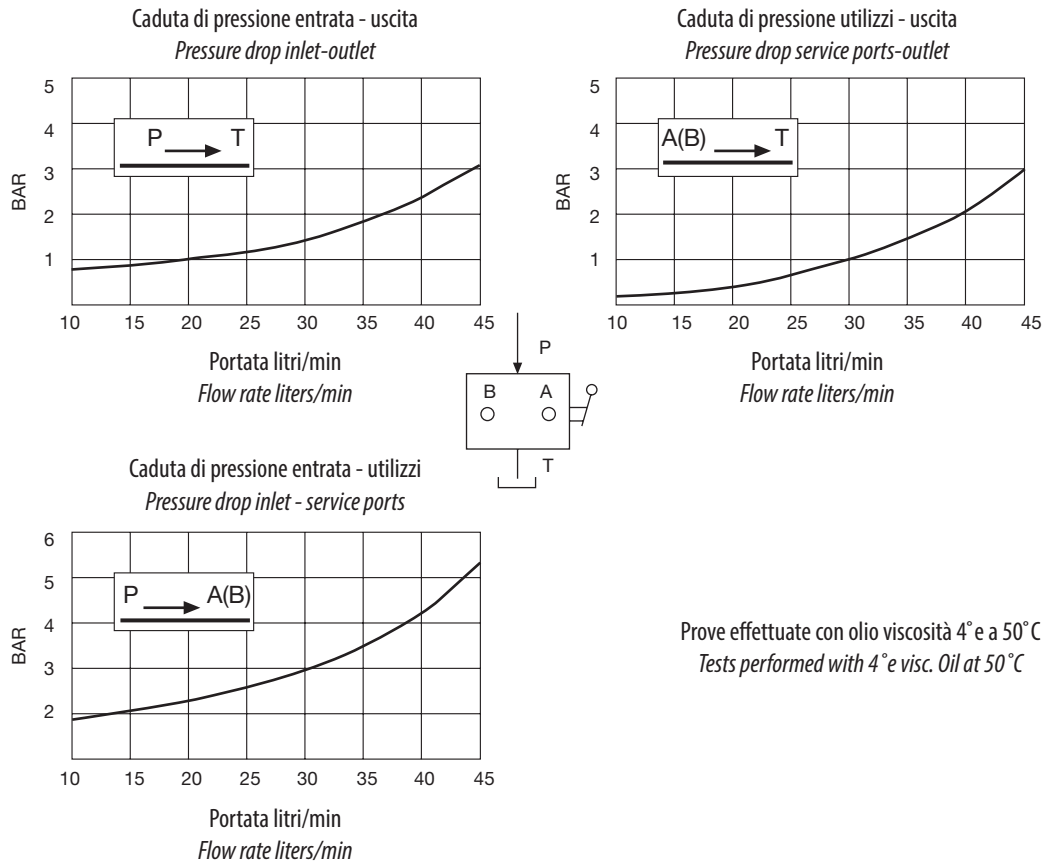 Caduta di pressione entrata - uscita
Pressure drop inlet-outlet
5
4
3
2
1
BAR
P T
10 15 20 25 30 35 40 45
Portata litri/min
Flow rate liters/min
Caduta di pressione utilizzi - uscita
Pressure drop service ports-outlet
5
4
3
2
1
BAR
A(B) T
10 15 20 25 30 35 40 45
Portata litri/min
Flow rate liters/min
P
B A
T
Caduta di pressione entrata - utilizzi
Pressure drop inlet - service ports
6
5
4
3
2
BAR
P A(B)
10 15 20 25 30 35 40 45
Portata litri/min
Flow rate liters/min
Prove effettuate con olio viscosità 4°e a 50°C
Tests performed with 4°e visc. Oil at 50°C